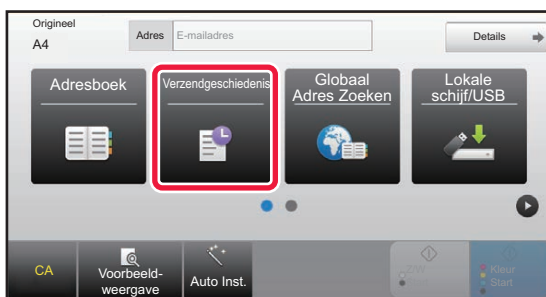 Origineel
A4
Adres
E-mailadres
Details
Adresboek
Verzendgeschiedenis
Globaal
Adres Zoeken
Lokale
schijf/USB
CA
Voorbeeld-
weergave
Auto Inst.
Z/W
Start
Kleur
Start